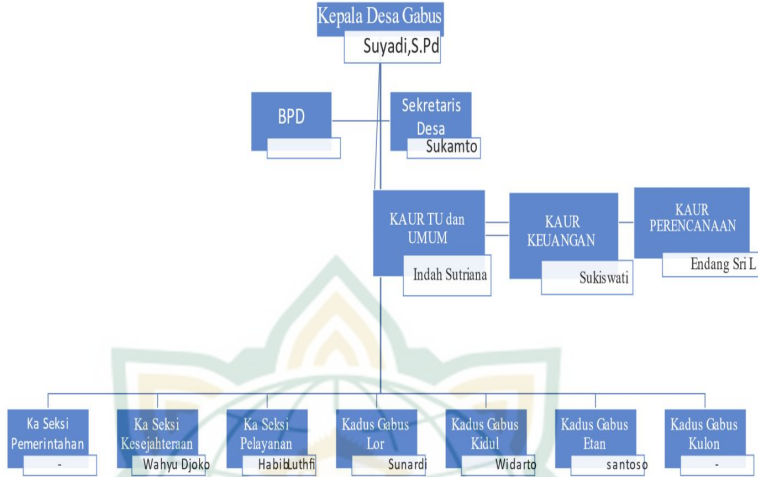 Kepala Desa Gabus
Suyadi,S.Pd
BPD
Sekretaris
Desa
Sukamto
KAUR TU dan
UMUM
Indah Sutriana
KAUR
KEUANGAN
Sukiswati
KAUR
PERENCANAAN
Endang Sri L
Ka Seksi
Pemerintahan
-
Ka Seksi
Kesejahteraan
Wahyu Djoko
Ka Seksi
Pelayanan
Habib Luthfi
Kadus Gabus
Lor
Sunardi
Kadus Gabus
Kidul
Widarto
Kadus Gabus
Etan
santoso
Kadus Gabus
Kulon
-